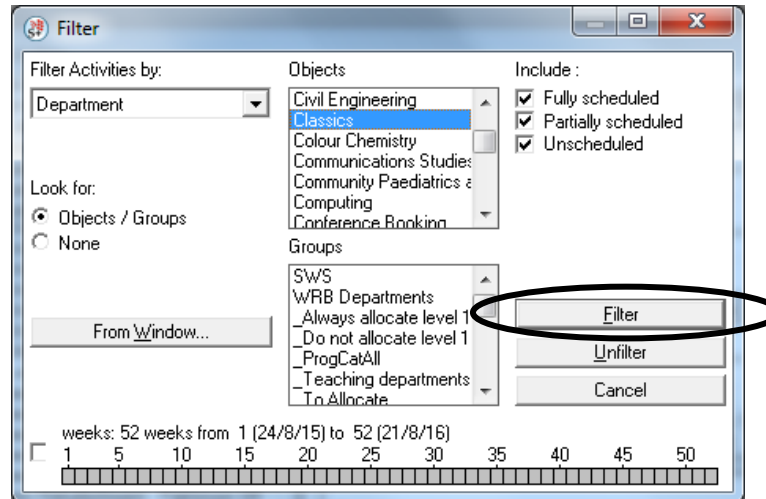 Filter
Filter Activities by:
Department
Look for:
Objects / Groups
None
From Window...
Objects
Civil Engineering
Classics
Colour Chemistry
Communications Studies
Community Paediatrics a
Computing
Conference Booking
Groups
SWS
WRB Departments
_Always allocate level 1
_Do not allocate level 1
_ProgCatAll
_Teaching departments
_To Allocate
Include :
Fully scheduled
Partially scheduled
Unscheduled
Filter
Unfilter
Cancel
weeks: 52 weeks from 1 (24/8/15) to 52 (21/8/16)
1 5 10 15 20 25 30 35 40 45 50